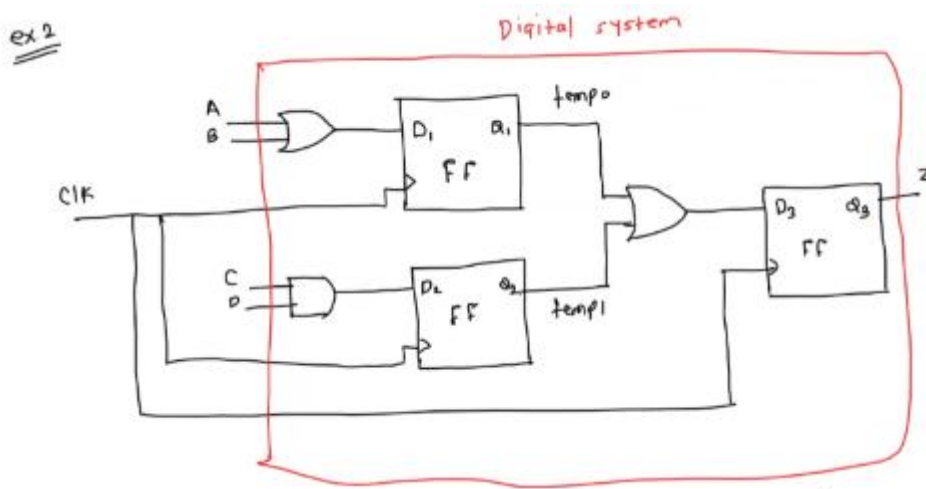 ex 2
Digital system
A
B
D₁
Q₁
FF
temp0
Clk
C
D
D₂
Q₂
FF
temp1
D₃
Q₃
FF
Z